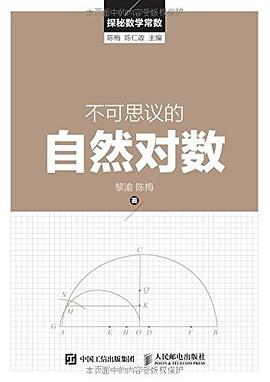 本页面中的内容受版权保护
探秘数学常数
陈梅 陈仁政 主编
不可思议的
自然对数
黎渝 陈梅
著
C
N
Q
M
K
G A E H O D F B
中国工信出版集团 人民邮电出版社
本页面中的内容受版权保护